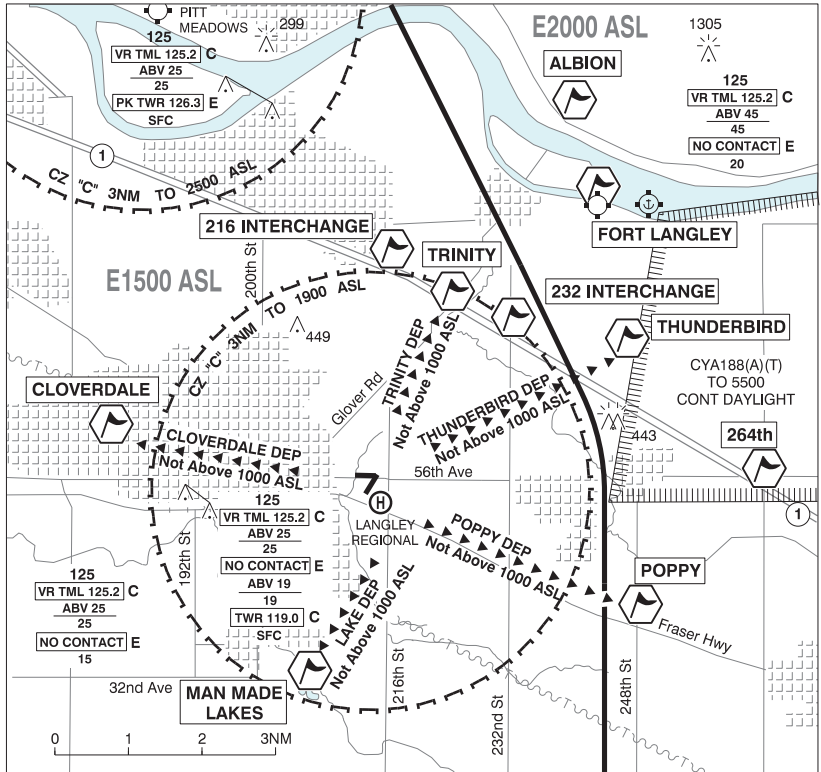 PITT
MEADOWS
299
125
VR TML 125.2 C
ABV 25
25
PK TWR 126.3 E
SFC
E2000 ASL
1305
ALBION
125
VR TML 125.2 C
ABV 45
45
NO CONTACT E
20
1
CZ "C" 3NM TO 2500 ASL
216 INTERCHANGE
TRINITY
FORT LANGLEY
E1500 ASL
200th St
CZ "C" 3NM TO 1900 ASL
449
232 INTERCHANGE
THUNDERBIRD
CYA188(A)(T)
TO 5500
CONT DAYLIGHT
CLOVERDALE
Glover Rd
TRINITY DEP
Not Above 1000 ASL
THUNDERBIRD DEP
Not Above 1000 ASL
443
264th
CLOVERDALE DEP
Not Above 1000 ASL
56th Ave
1
H
LANGLEY
REGIONAL
125
VR TML 125.2 C
ABV 25
25
NO CONTACT E
ABV 19
19
TWR 119.0 C
SFC
192th St
POPPY DEP
Not Above 1000 ASL
POPPY
Fraser Hwy
125
VR TML 125.2 C
ABV 25
25
NO CONTACT E
15
LAKE DEP
Not Above 1000 ASL
216th St
232nd St
248th St
32nd Ave
MAN MADE
LAKES
0 1 2 3NM